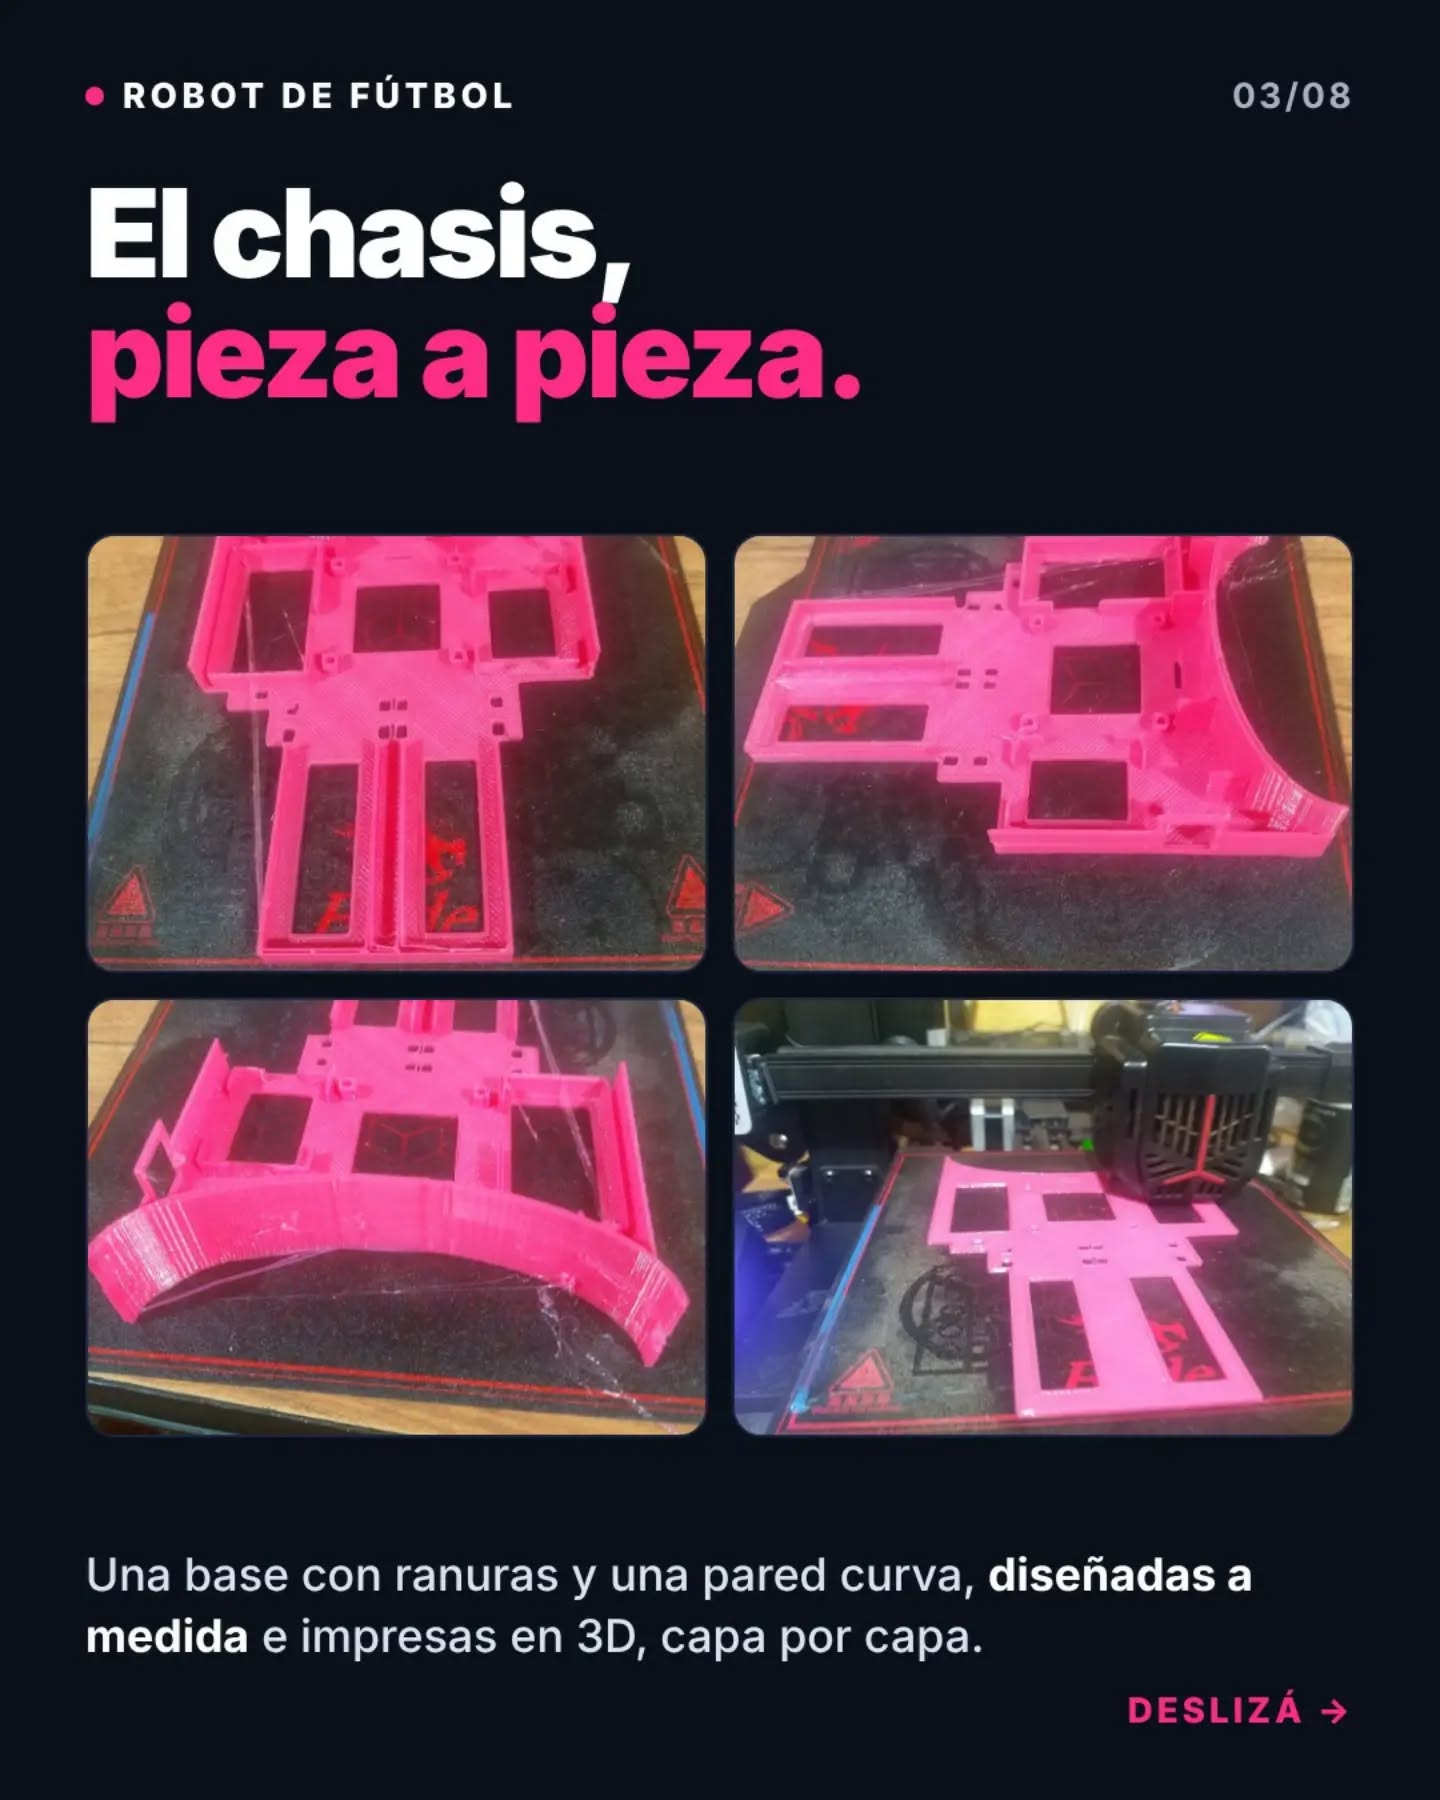 ROBOT DE FÚTBOL
03/08
El chasis,
pieza a pieza.
Una base con ranuras y una pared curva, diseñadas a
medida e impresas en 3D, capa por capa.
DESLIZÁ →